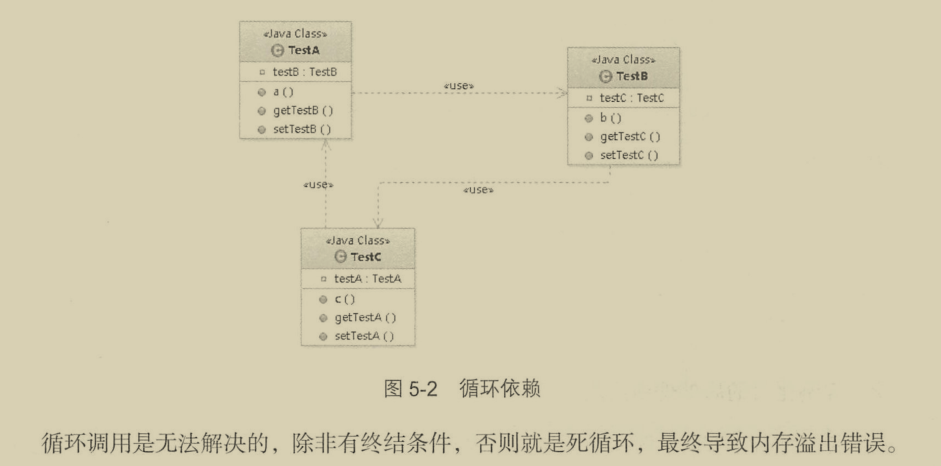 «Java Class»
TestA
testB : TestB
a ( )
getTestB ( )
setTestB ( )
«use»
«Java Class»
TestB
testC : TestC
b ( )
getTestC ( )
setTestC ( )
«use»
«use»
«Java Class»
TestC
testA : TestA
c ( )
getTestA ( )
setTestA ( )
图 5-2 循环依赖
循环调用是无法解决的，除非有终结条件，否则就是死循环，最终导致内存溢出错误。